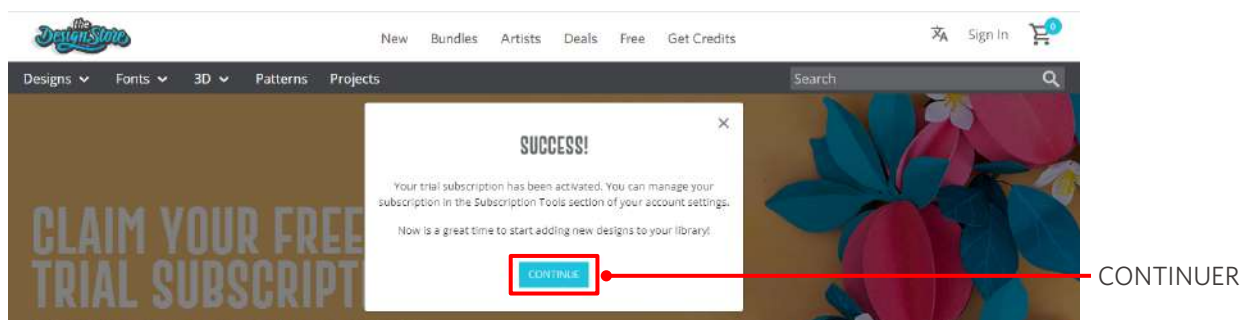 the
DesignStore
New Bundles Artists Deals Free Get Credits
Sign In 0
Designs Fonts 3D Patterns Projects
Search
SUCCESS!
Your trial subscription has been activated. You can manage your
subscription in the Subscription Tools section of your account settings.
Now is a great time to start adding new designs to your library!
CONTINUE
CONTINUER
CLAIM YOUR FREE
TRIAL SUBSCRIPT